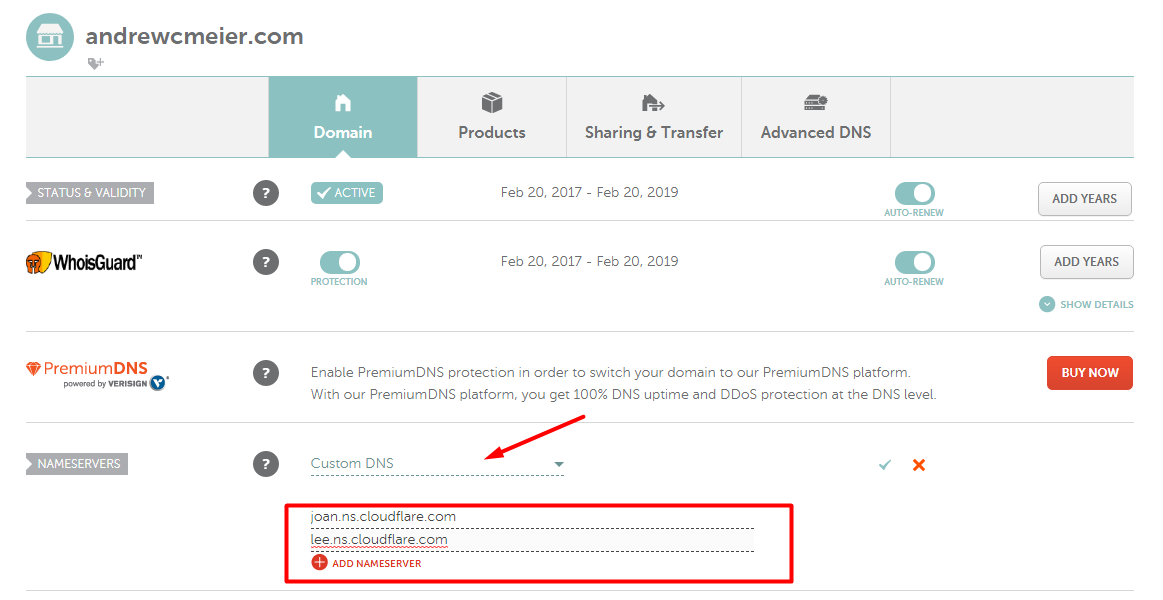 andrewcmeier.com
Domain
Products
Sharing & Transfer
Advanced DNS
STATUS & VALIDITY
?
ACTIVE
Feb 20, 2017 - Feb 20, 2019
AUTO-RENEW
ADD YEARS
WhoisGuard™
?
PROTECTION
Feb 20, 2017 - Feb 20, 2019
AUTO-RENEW
ADD YEARS
SHOW DETAILS
PremiumDNS
powered by VERISIGN
?
Enable PremiumDNS protection in order to switch your domain to our PremiumDNS platform.
With our PremiumDNS platform, you get 100% DNS uptime and DDoS protection at the DNS level.
BUY NOW
NAMESERVERS
?
Custom DNS
joan.ns.cloudflare.com
lee.ns.cloudflare.com
ADD NAMESERVER